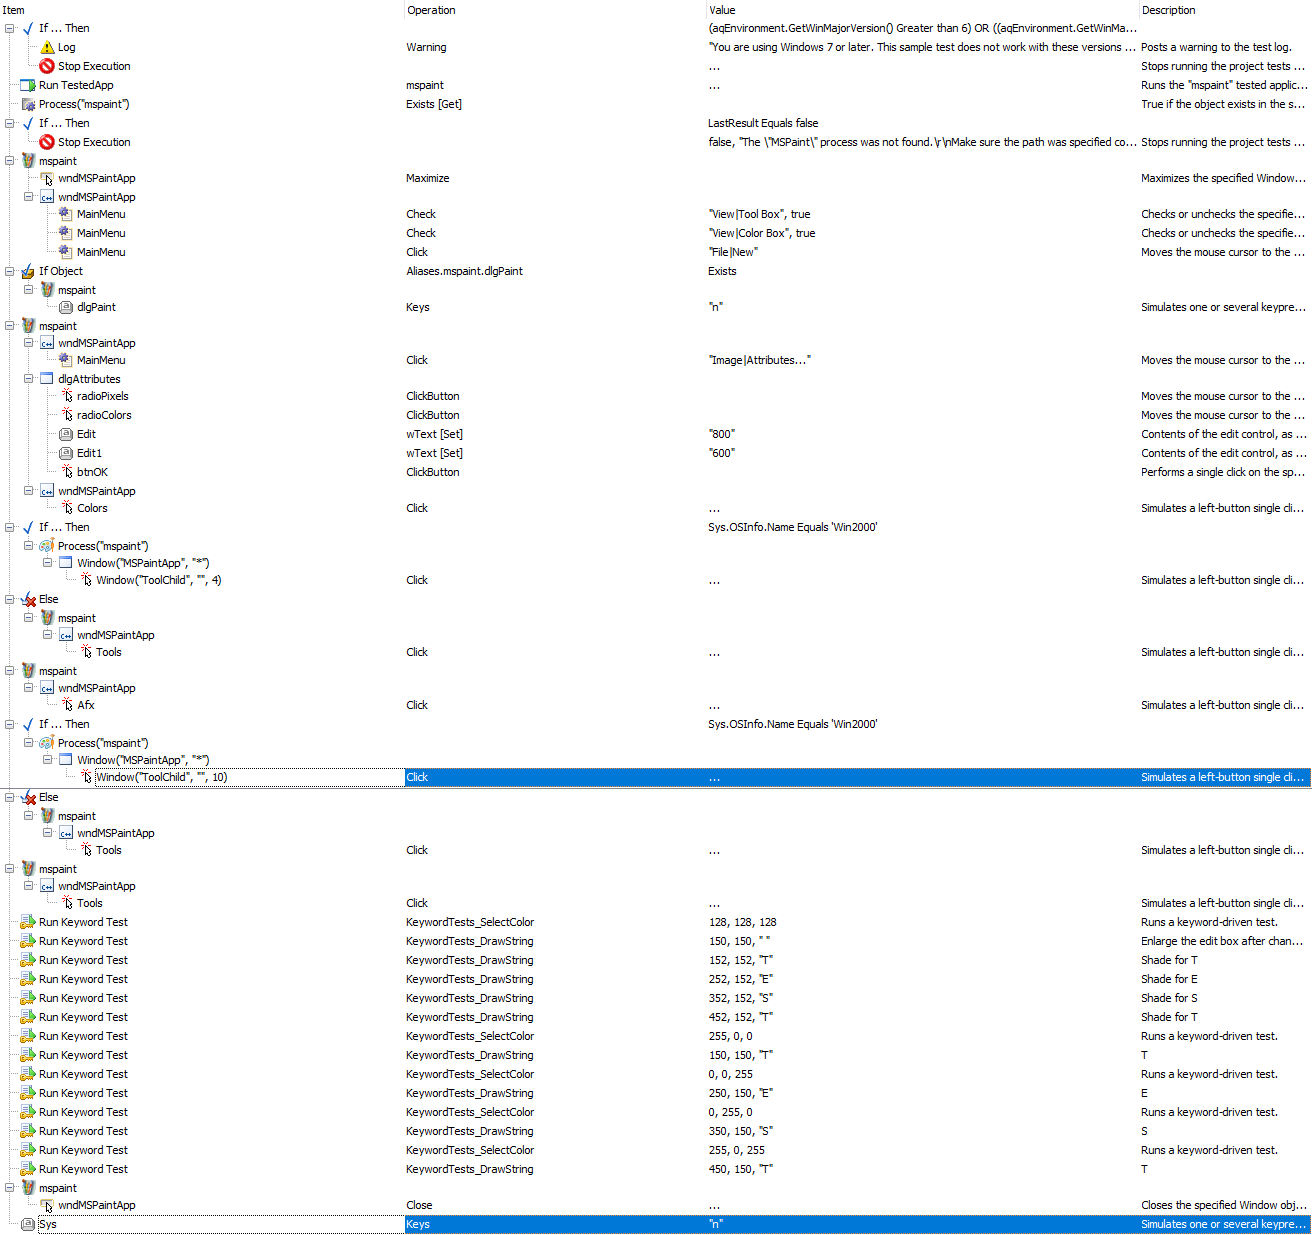 Item Operation Value Description
If ... Then (aqEnvironment.GetWinMajorVersion() Greater than 6) OR ((aqEnvironment.GetWinMa...
Log Warning "You are using Windows 7 or later. This sample test does not work with these versions ... Posts a warning to the test log.
Stop Execution ... Stops running the project tests ...
Run TestedApp mspaint ... Runs the "mspaint" tested applic...
Process("mspaint") Exists [Get] True if the object exists in the s...
If ... Then LastResult Equals false
Stop Execution false, "The \"MSPaint\" process was not found.\r\nMake sure the path was specified co... Stops running the project tests ...
mspaint
wndMSPaintApp Maximize Maximizes the specified Window...
wndMSPaintApp
MainMenu Check "View|Tool Box", true Checks or unchecks the specifie...
MainMenu Check "View|Color Box", true Checks or unchecks the specifie...
MainMenu Click "File|New" Moves the mouse cursor to the ...
If Object Aliases.mspaint.dlgPaint Exists
mspaint
dlgPaint Keys "n" Simulates one or several keypre...
mspaint
wndMSPaintApp
MainMenu Click "Image|Attributes..." Moves the mouse cursor to the ...
dlgAttributes
radioPixels ClickButton Moves the mouse cursor to the ...
radioColors ClickButton Moves the mouse cursor to the ...
Edit wText [Set] "800" Contents of the edit control, as ...
Edit1 wText [Set] "600" Contents of the edit control, as ...
btnOK ClickButton Performs a single click on the sp...
wndMSPaintApp
Colors Click ... Simulates a left-button single cli...
If ... Then Sys.OSInfo.Name Equals 'Win2000'
Process("mspaint")
Window("MSPaintApp", "*")
Window("ToolChild", "", 4) Click ... Simulates a left-button single cli...
Else
mspaint
wndMSPaintApp
Tools Click ... Simulates a left-button single cli...
mspaint
wndMSPaintApp
Afx Click ... Simulates a left-button single cli...
If ... Then Sys.OSInfo.Name Equals 'Win2000'
Process("mspaint")
Window("MSPaintApp", "*")
Window("ToolChild", "", 10) Click ... Simulates a left-button single cli...
Else
mspaint
wndMSPaintApp
Tools Click ... Simulates a left-button single cli...
mspaint
wndMSPaintApp
Tools Click ... Simulates a left-button single cli...
Run Keyword Test KeywordTests_SelectColor 128, 128, 128 Runs a keyword-driven test.
Run Keyword Test KeywordTests_DrawString 150, 150, " " Enlarge the edit box after chan...
Run Keyword Test KeywordTests_DrawString 152, 152, "T" Shade for T
Run Keyword Test KeywordTests_DrawString 252, 152, "E" Shade for E
Run Keyword Test KeywordTests_DrawString 352, 152, "S" Shade for S
Run Keyword Test KeywordTests_DrawString 452, 152, "T" Shade for T
Run Keyword Test KeywordTests_SelectColor 255, 0, 0 Runs a keyword-driven test.
Run Keyword Test KeywordTests_DrawString 150, 150, "T" T
Run Keyword Test KeywordTests_SelectColor 0, 0, 255 Runs a keyword-driven test.
Run Keyword Test KeywordTests_DrawString 250, 150, "E" E
Run Keyword Test KeywordTests_SelectColor 0, 255, 0 Runs a keyword-driven test.
Run Keyword Test KeywordTests_DrawString 350, 150, "S" S
Run Keyword Test KeywordTests_SelectColor 255, 0, 255 Runs a keyword-driven test.
Run Keyword Test KeywordTests_DrawString 450, 150, "T" T
mspaint
wndMSPaintApp Close ... Closes the specified Window obj...
Sys Keys "n" Simulates one or several keypre...